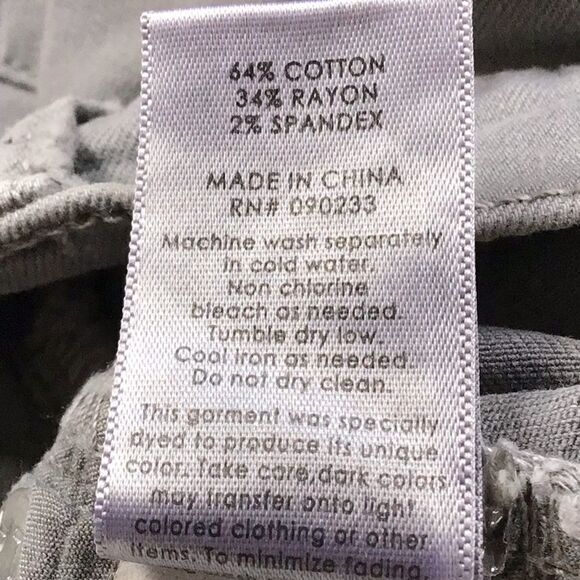 64% COTTON
34% RAYON
2% SPANDEX
MADE IN CHINA
RN# 090233
Machine wash separately
in cold water.
Non chlorine
bleach as needed.
Tumble dry low.
Cool iron as needed.
Do not dry clean.
This garment was specially
dyed to produce its unique
color. Take care, dark colors
may transfer onto light
colored clothing or other
items. To minimize fading